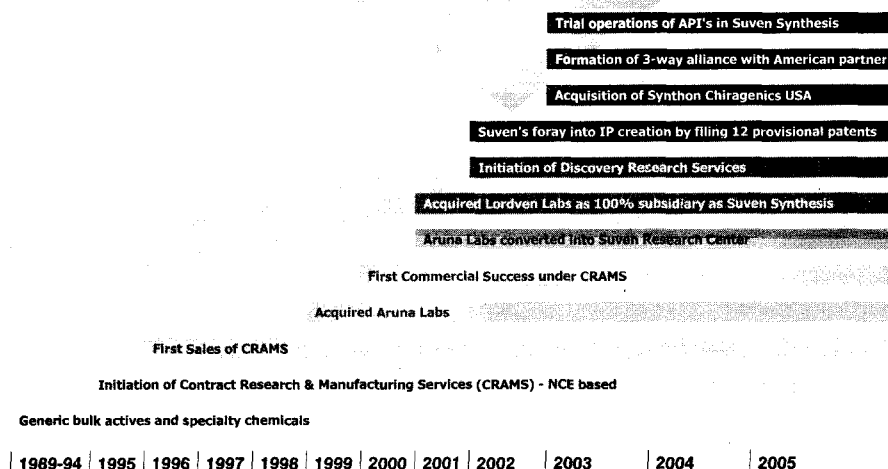 Trial operations of API's in Suven Synthesis
Formation of 3-way alliance with American partner
Acquisition of Synthon Chiragenics USA
Suven's foray into IP creation by filing 12 provisional patents
Initiation of Discovery Research Services
Acquired Lordven Labs as 100% subsidiary as Suven Synthesis
Aruna Labs converted into Suven Research Center
First Commercial Success under CRAMS
Acquired Aruna Labs
First Sales of CRAMS
Initiation of Contract Research & Manufacturing Services (CRAMS) - NCE based
Generic bulk actives and specialty chemicals
1989-94 | 1995 | 1996 | 1997 | 1998 | 1999 | 2000 | 2001 | 2002 | 2003 | 2004 | 2005